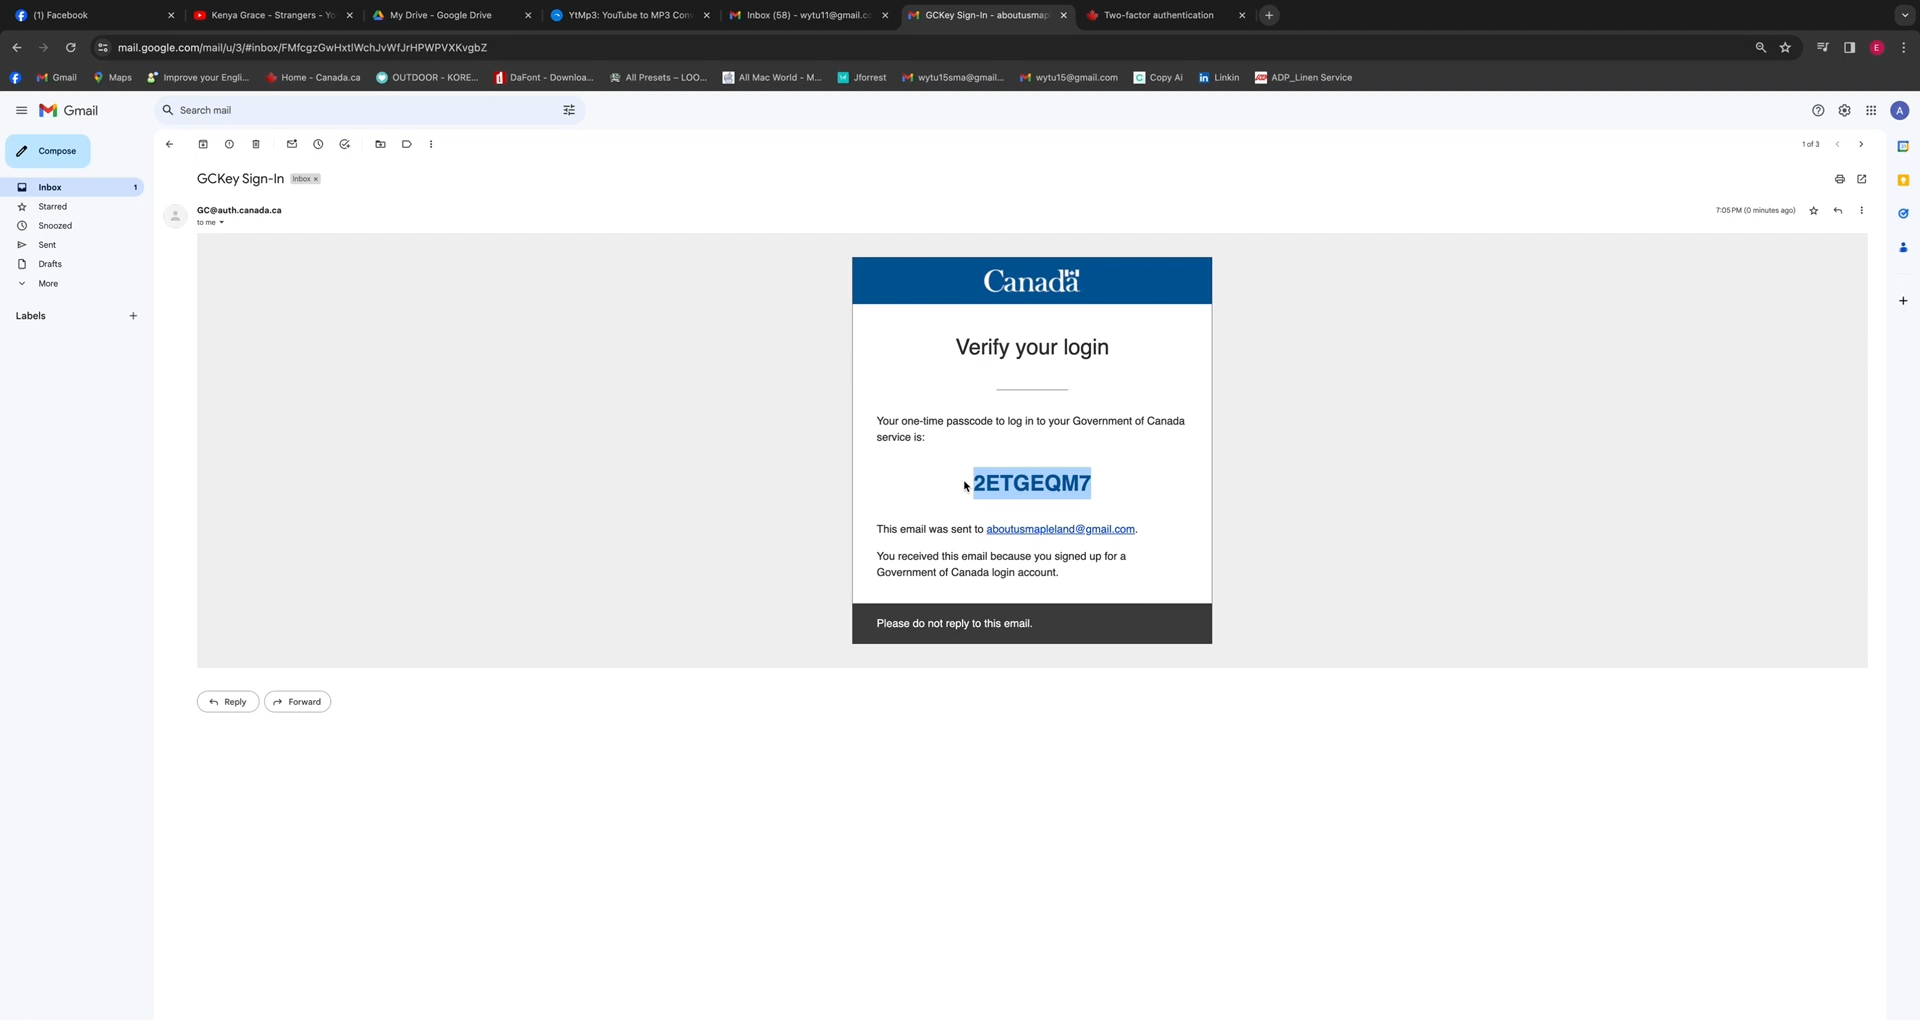 (1) Facebook
Kenya Grace - Strangers - Yo
My Drive - Google Drive
YtMp3: YouTube to MP3 Con
Inbox (58) - wytu11@gmail.co
GCKey Sign-In - aboutusmap
Two-factor authentication
mail.google.com/mail/u/3/#inbox/FMfcgzGwHxtlWchJvWfJrHPWPVXKvgbZ
E
Gmail
Maps
Improve your Engli...
Home - Canada.ca
OUTDOOR - KORE...
DaFont - Downloa...
All Presets – LOO...
All Mac World - M...
Jforrest
wytu15sma@gmail...
wytu15@gmail.com
Copy Ai
Linkin
ADP_Linen Service
Gmail
Search mail
A
Compose
1 of 3
Inbox 1
Starred
Snoozed
Sent
Drafts
More
Labels
GCKey Sign-In Inbox ×
GC@auth.canada.ca
to me
7:05 PM (0 minutes ago)
Canada
Verify your login
Your one-time passcode to log in to your Government of Canada
service is:
2ETGEQM7
This email was sent to aboutusmapleland@gmail.com.
You received this email because you signed up for a
Government of Canada login account.
Please do not reply to this email.
Reply
Forward